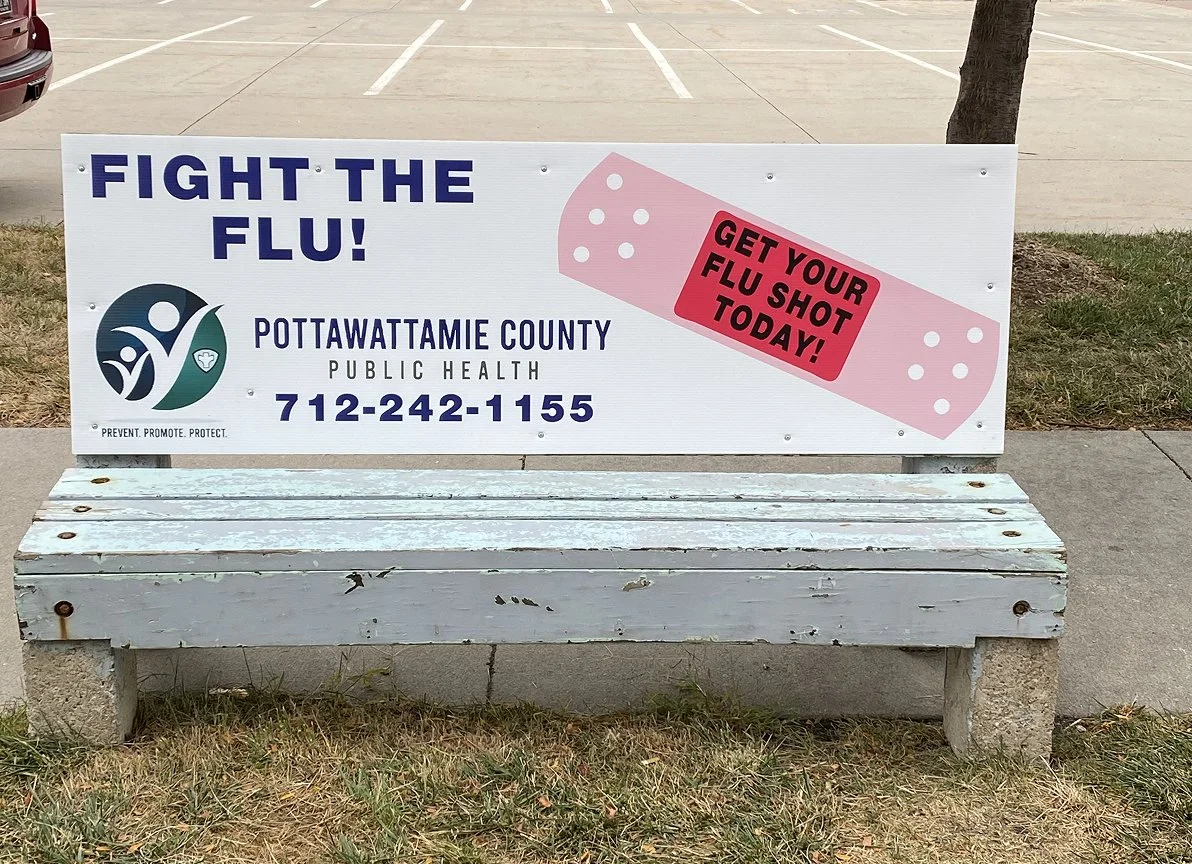 FIGHT THE
FLU!
POTTAWATTAMIE COUNTY
PUBLIC HEALTH
712-242-1155
PREVENT. PROMOTE. PROTECT.
GET YOUR
FLU SHOT
TODAY!